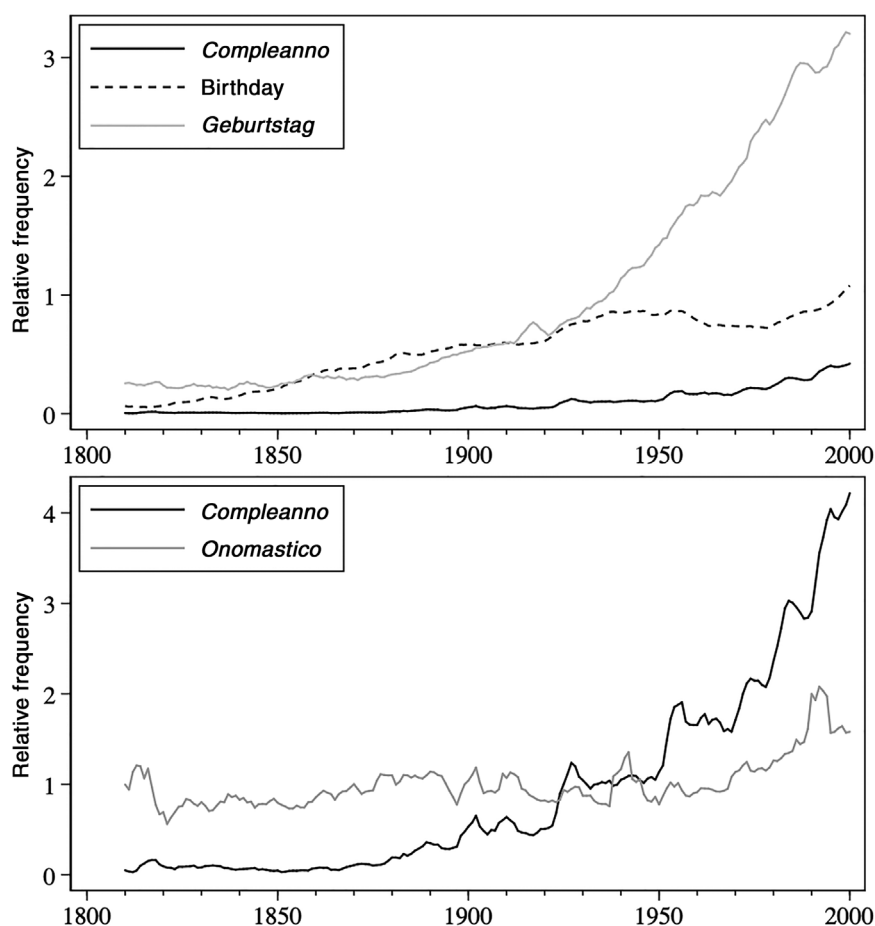 Compleanno
Birthday
Geburtstag
Relative frequency
3
2
1
0
1800 1850 1900 1950 2000
Compleanno
Onomastico
Relative frequency
4
3
2
1
0
1800 1850 1900 1950 2000